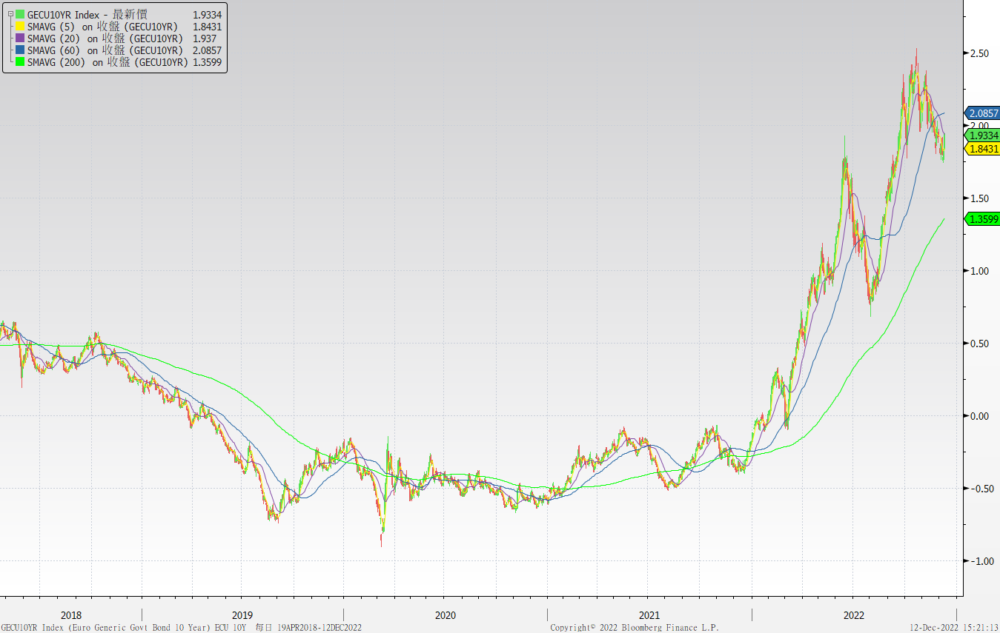 GECU10YR Index - 最新價 1.9334
SMAVG (5) on 收盤 (GECU10YR) 1.8431
SMAVG (20) on 收盤 (GECU10YR) 1.937
SMAVG (60) on 收盤 (GECU10YR) 2.0857
SMAVG (200) on 收盤 (GECU10YR) 1.3599
2.50
2.0857
2.00
1.9334
1.8431
1.50
1.3599
1.00
0.50
0.00
-0.50
-1.00
2018 2019 2020 2021 2022
GECU10YR Index (Euro Generic Govt Bond 10 Year) ECU 10Y 每日 19APR2018-12DEC2022 Copyright© 2022 Bloomberg Finance L.P. 12-Dec-2022 15:21:13